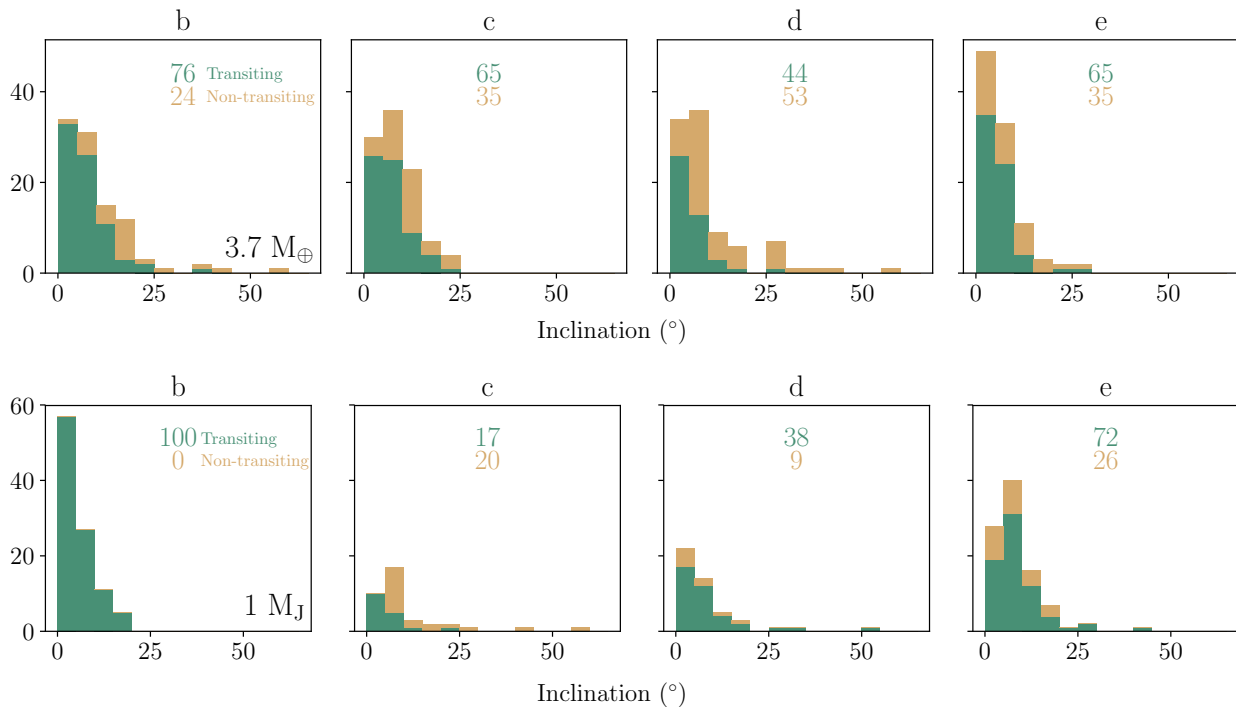 b c d e
76 Transiting 65 44 65
24 Non-transiting 35 53 35
40
20
3.7 M⊕
0
0 25 50 0 25 50 0 25 50 0 25 50
Inclination (°)
b c d e
60
100 Transiting 17 38 72
0 Non-transiting 20 9 26
40
20
1 M_J
0
0 25 50 0 25 50 0 25 50 0 25 50
Inclination (°)